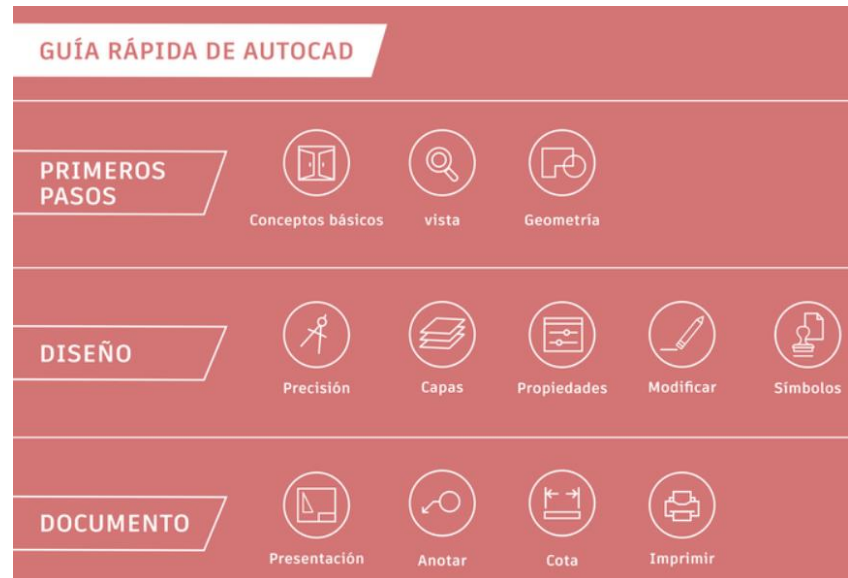 GUÍA RÁPIDA DE AUTOCAD
PRIMEROS
PASOS
Conceptos básicos
vista
Geometría
DISEÑO
Precisión
Capas
Propiedades
Modificar
Símbolos
DOCUMENTO
Presentación
Anotar
Cota
Imprimir